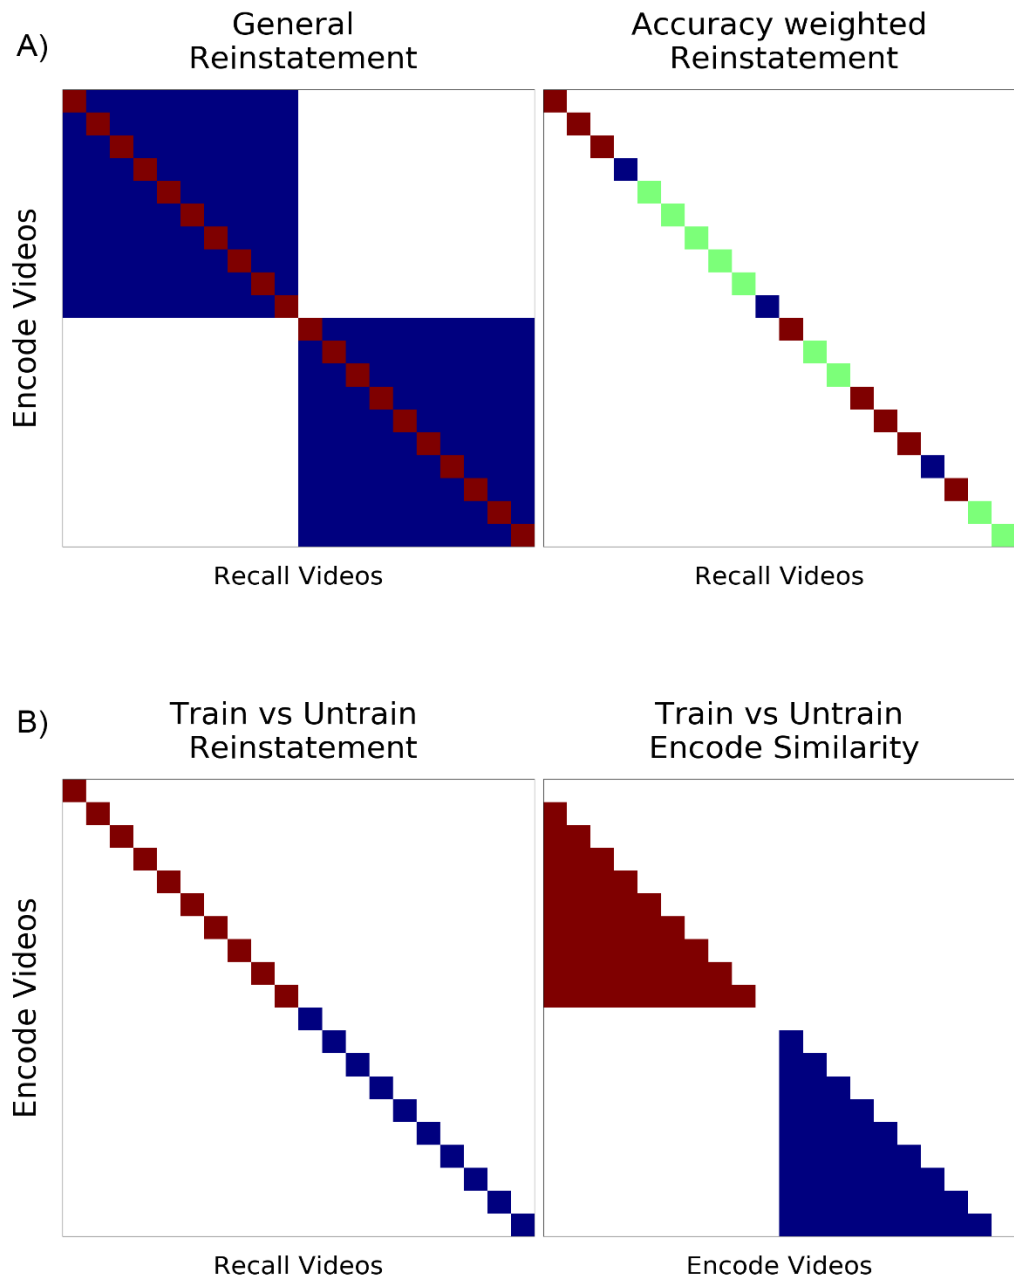 A)
General
Reinstatement
Accuracy weighted
Reinstatement
Encode Videos
Recall Videos
Recall Videos
B)
Train vs Untrain
Reinstatement
Train vs Untrain
Encode Similarity
Encode Videos
Recall Videos
Encode Videos